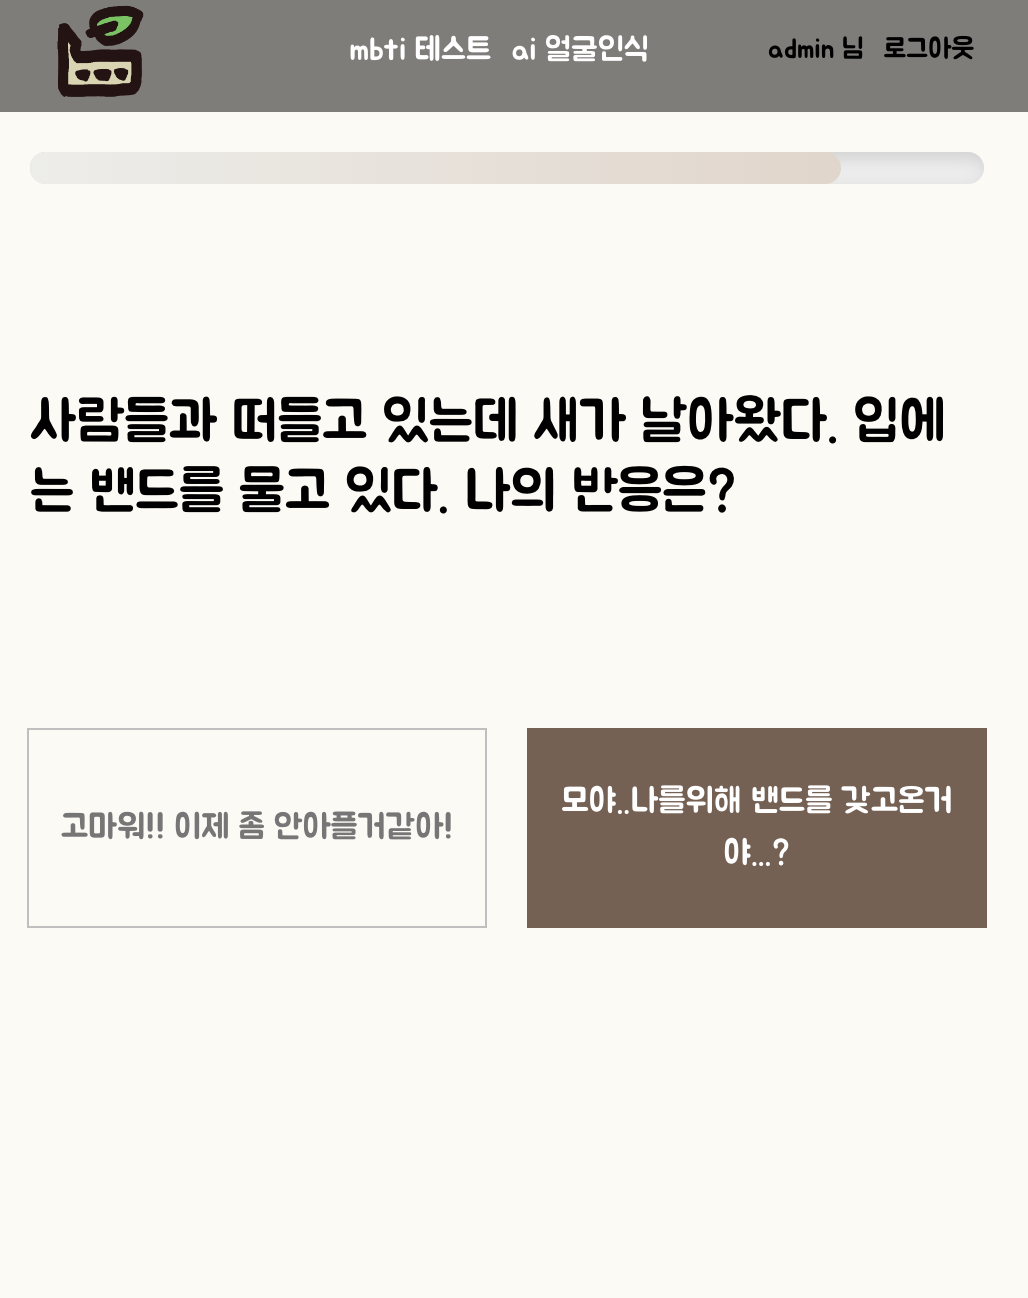 mbti 테스트 ai 얼굴인식 admin 님 로그아웃
사람들과 떠들고 있는데 새가 날아왔다. 입에
는 밴드를 물고 있다. 나의 반응은?
고마워!! 이제 좀 안아플거같아!
모야..나를위해 밴드를 갖고온거
야...?